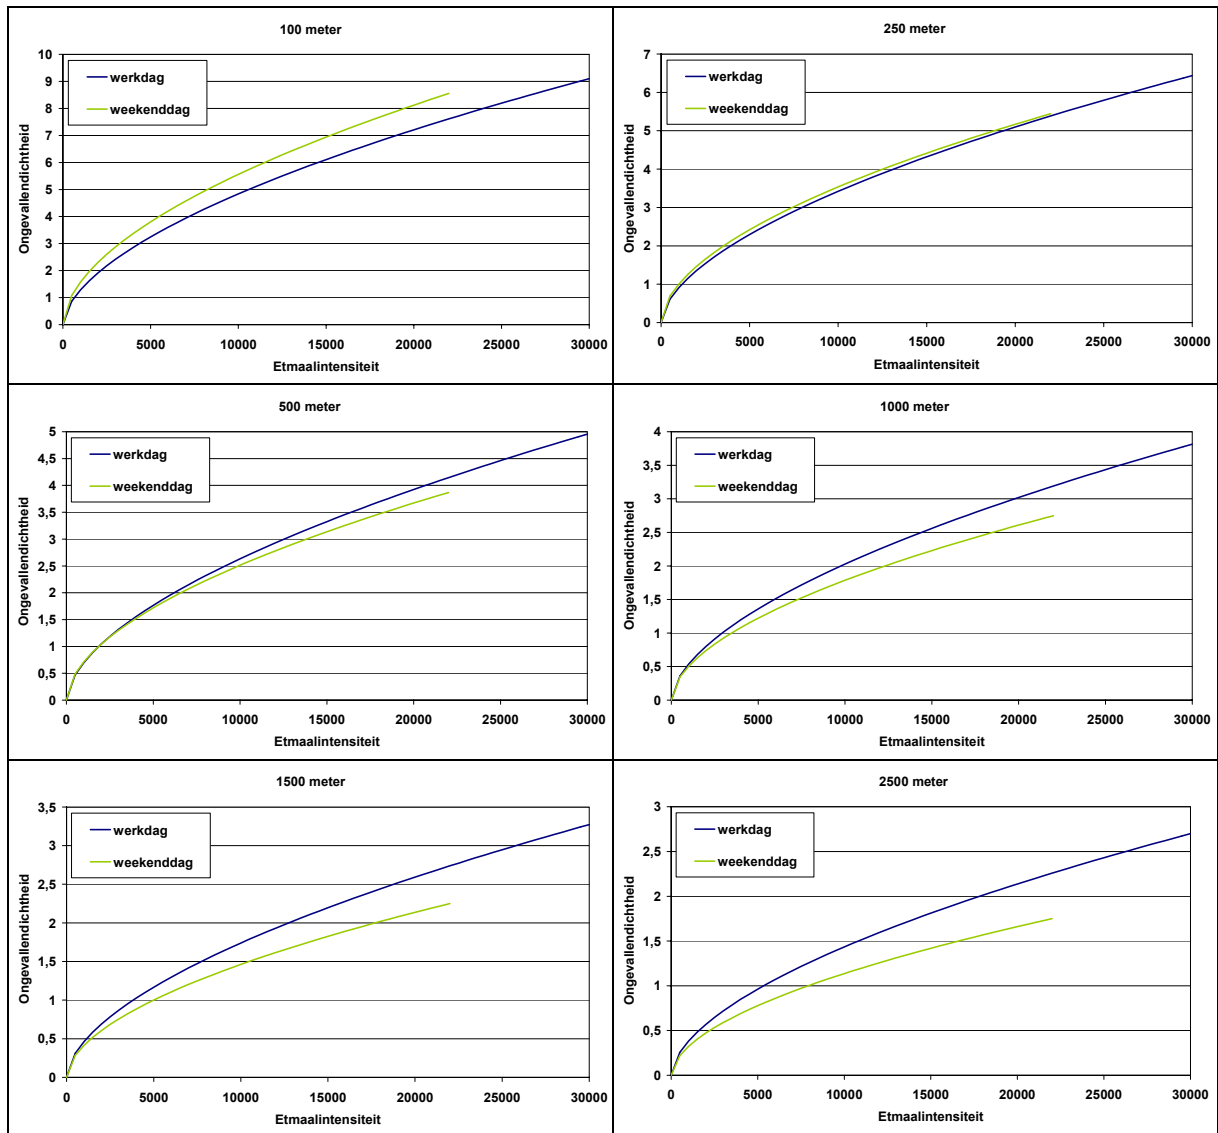 100 meter
10
9
8
7
6
5
4
3
2
1
0
Ongevallendichtheid
werkdag
weekenddag
0 5000 10000 15000 20000 25000 30000
Etmaalintensiteit
250 meter
7
6
5
4
3
2
1
0
Ongevallendichtheid
werkdag
weekenddag
0 5000 10000 15000 20000 25000 30000
Etmaalintensiteit
500 meter
5
4,5
4
3,5
3
2,5
2
1,5
1
0,5
0
Ongevallendichtheid
werkdag
weekenddag
0 5000 10000 15000 20000 25000 30000
Etmaalintensiteit
1000 meter
4
3,5
3
2,5
2
1,5
1
0,5
0
Ongevallendichtheid
werkdag
weekenddag
0 5000 10000 15000 20000 25000 30000
Etmaalintensiteit
1500 meter
3,5
3
2,5
2
1,5
1
0,5
0
Ongevallendichtheid
werkdag
weekenddag
0 5000 10000 15000 20000 25000 30000
Etmaalintensiteit
2500 meter
3
2,5
2
1,5
1
0,5
0
Ongevallendichtheid
werkdag
weekenddag
0 5000 10000 15000 20000 25000 30000
Etmaalintensiteit